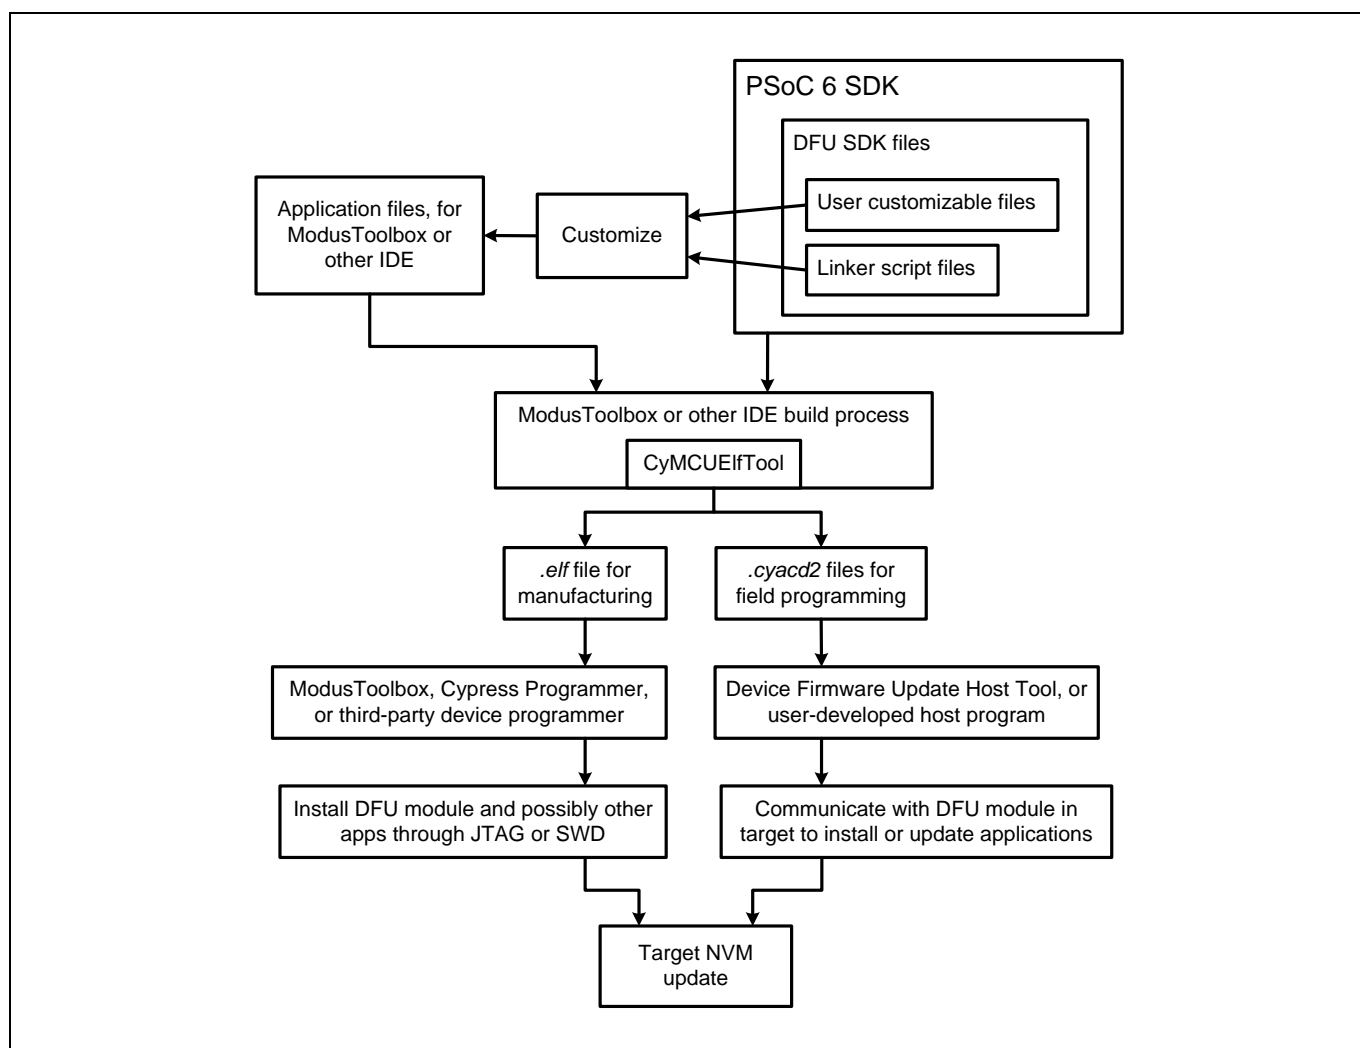 PSoC 6 SDK
DFU SDK files
User customizable files
Linker script files
Customize
Application files, for
ModusToolbox or
other IDE
ModusToolbox or other IDE build process
CyMCUElfTool
.elf file for
manufacturing
.cyacd2 files for
field programming
ModusToolbox, Cypress Programmer,
or third-party device programmer
Device Firmware Update Host Tool, or
user-developed host program
Install DFU module and possibly other
apps through JTAG or SWD
Communicate with DFU module in
target to install or update applications
Target NVM
update